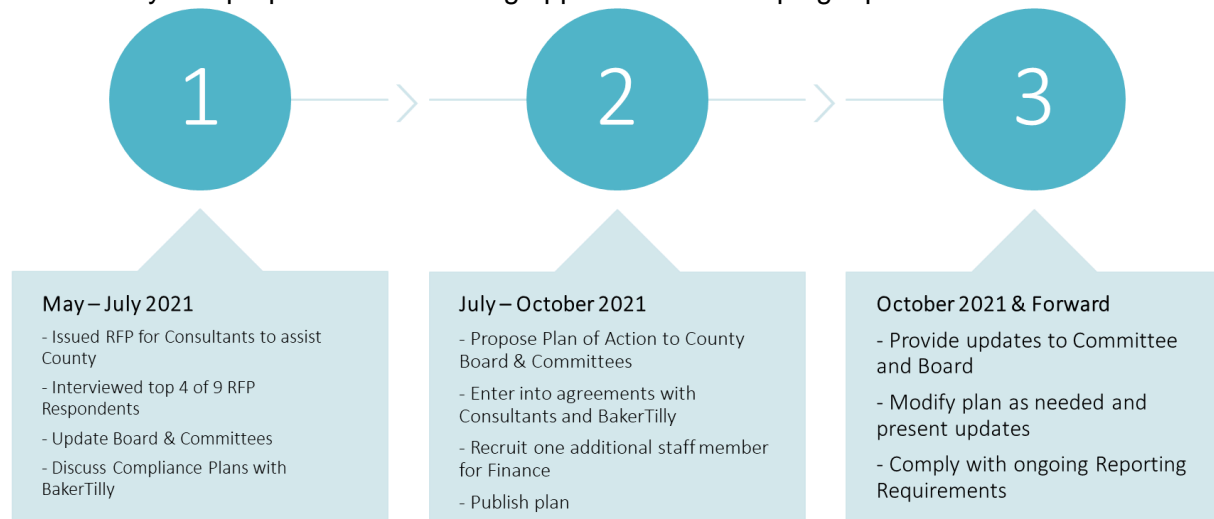 1
2
3
May – July 2021
- Issued RFP for Consultants to assist
County
- Interviewed top 4 of 9 RFP
Respondents
- Update Board & Committees
- Discuss Compliance Plans with
BakerTilly
July – October 2021
- Propose Plan of Action to County
Board & Committees
- Enter into agreements with
Consultants and BakerTilly
- Recruit one additional staff member
for Finance
- Publish plan
October 2021 & Forward
- Provide updates to Committee
and Board
- Modify plan as needed and
present updates
- Comply with ongoing Reporting
Requirements